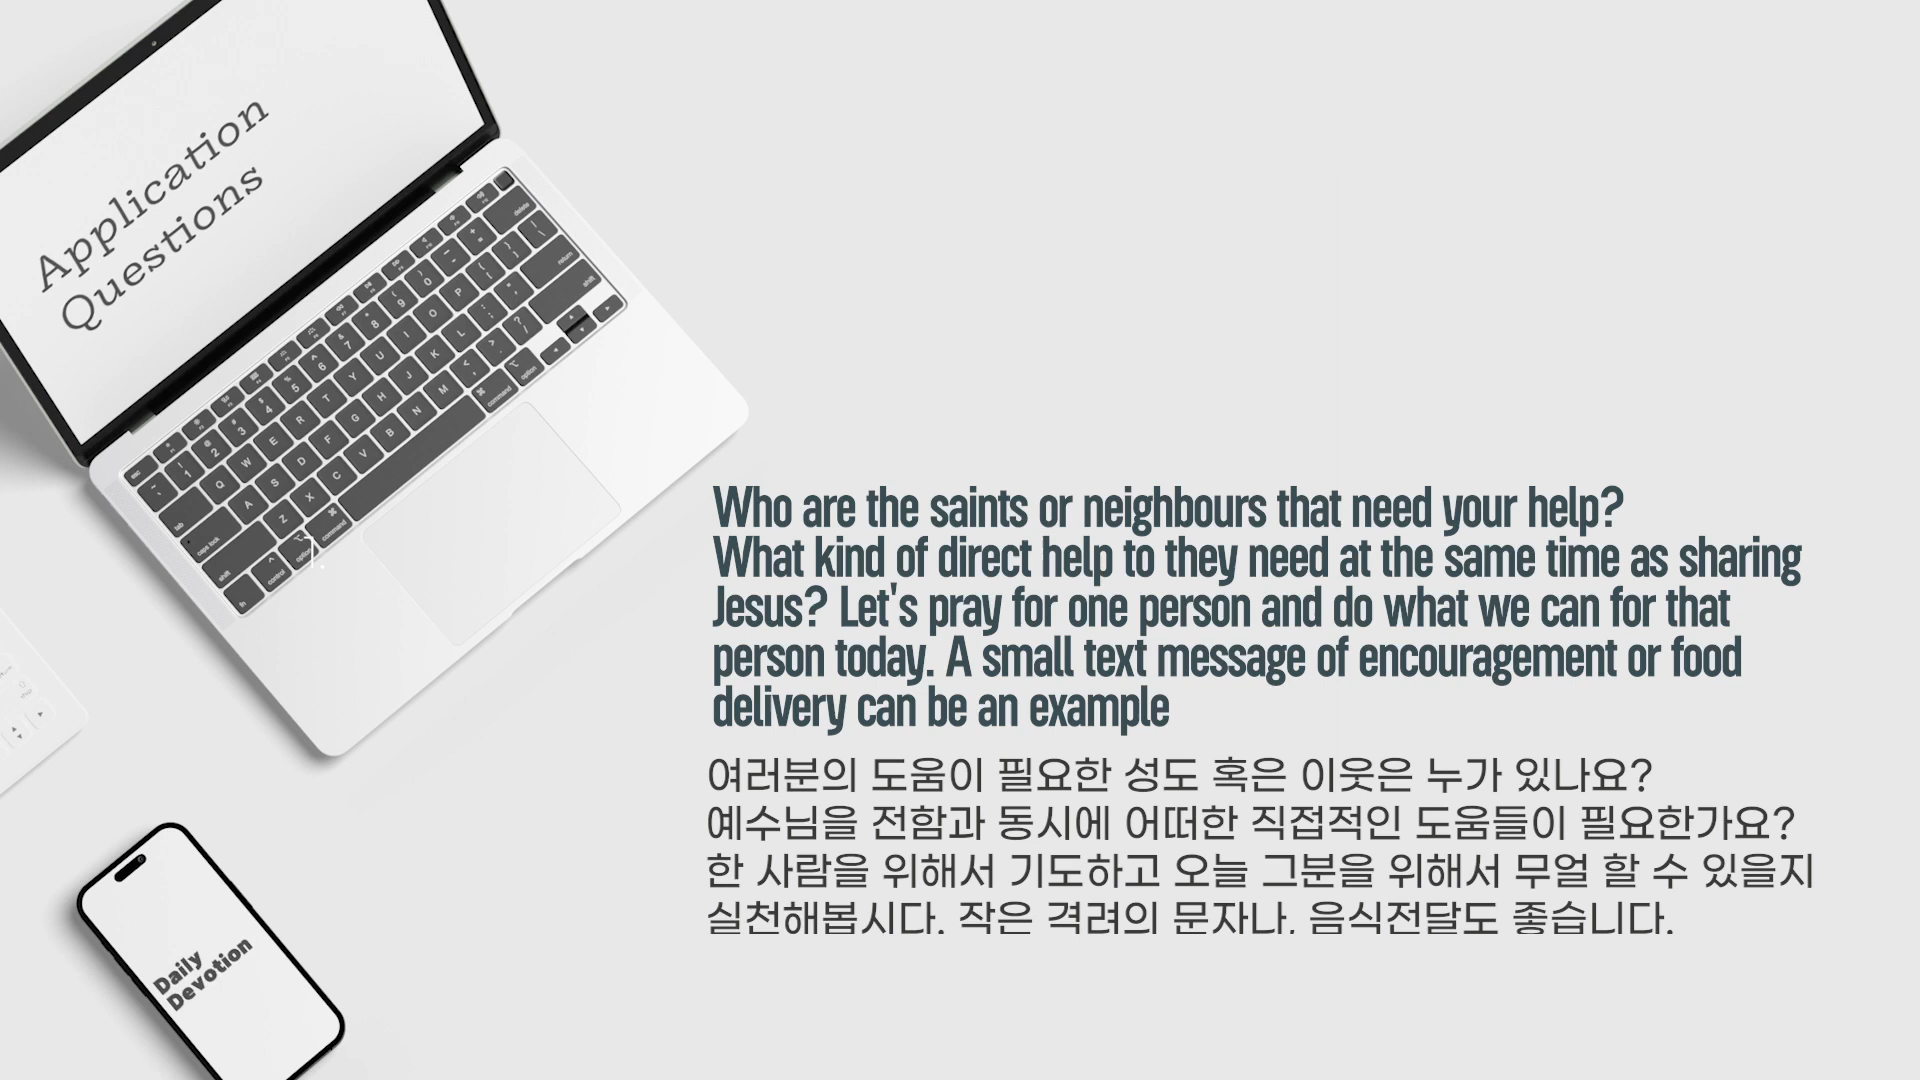 Application
Questions
Who are the saints or neighbours that need your help?
What kind of direct help to they need at the same time as sharing
Jesus? Let's pray for one person and do what we can for that
person today. A small text message of encouragement or food
delivery can be an example
여러분의 도움이 필요한 성도 혹은 이웃은 누가 있나요?
예수님을 전함과 동시에 어떠한 직접적인 도움들이 필요한가요?
한 사람을 위해서 기도하고 오늘 그분을 위해서 무얼 할 수 있을지
실천해봅시다. 작은 격려의 문자나, 음식전달도 좋습니다.
1.
Daily
Devotion